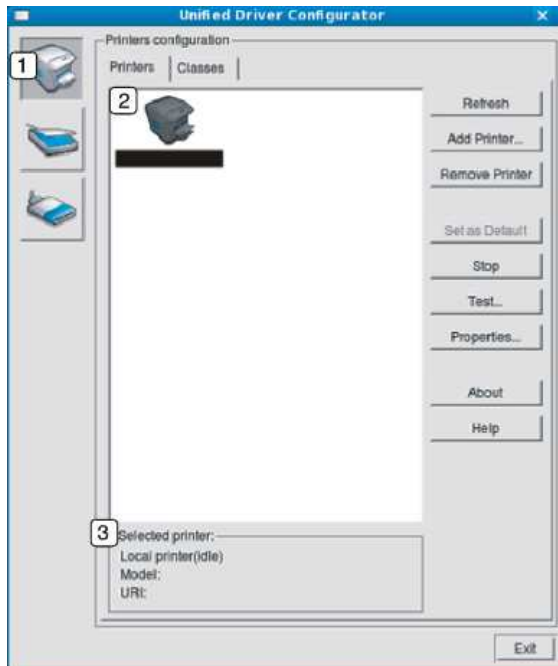 Unified Driver Configurator
Printers configuration
1
Printers
Classes
2
Refresh
Add Printer...
Remove Printer
Set as Default
Stop
Test...
Properties...
About
Help
3
Selected printer:
Local printer(idle)
Model:
URI:
Exit